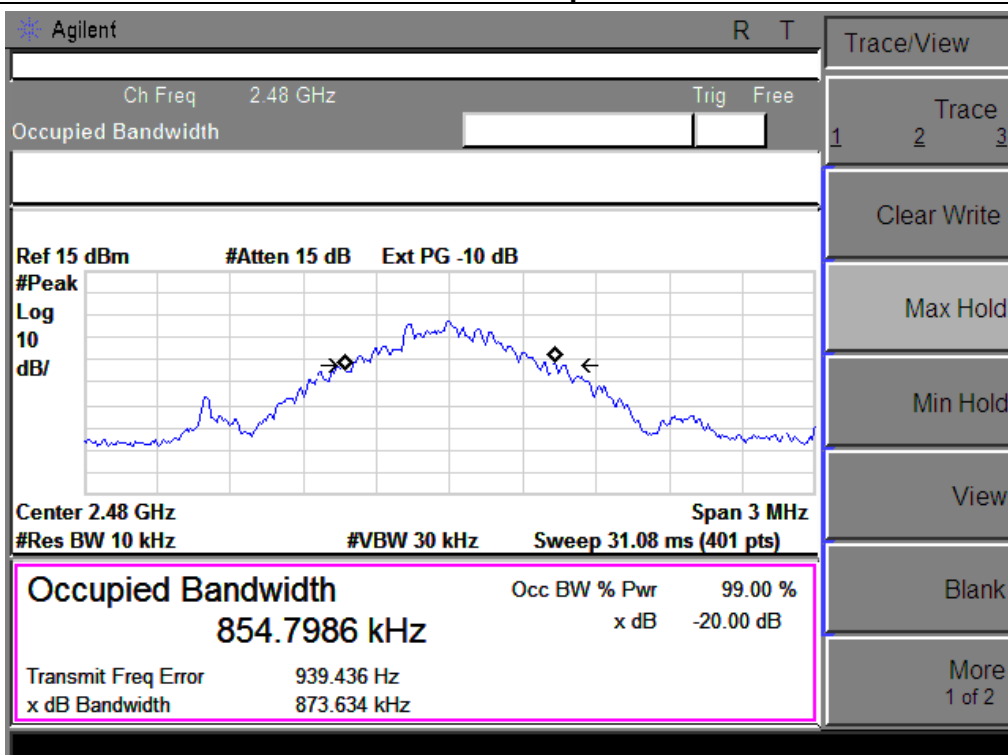 Agilent R T
Trace/View
Ch Freq 2.48 GHz Trig Free
Occupied Bandwidth
Trace
1 2 3
Clear Write
Ref 15 dBm #Atten 15 dB Ext PG -10 dB
#Peak
Log
10
dB/
Max Hold
Min Hold
View
Center 2.48 GHz Span 3 MHz
#Res BW 10 kHz #VBW 30 kHz Sweep 31.08 ms (401 pts)
Occupied Bandwidth
854.7986 kHz
Occ BW % Pwr 99.00 %
x dB -20.00 dB
Transmit Freq Error 939.436 Hz
x dB Bandwidth 873.634 kHz
Blank
More
1 of 2